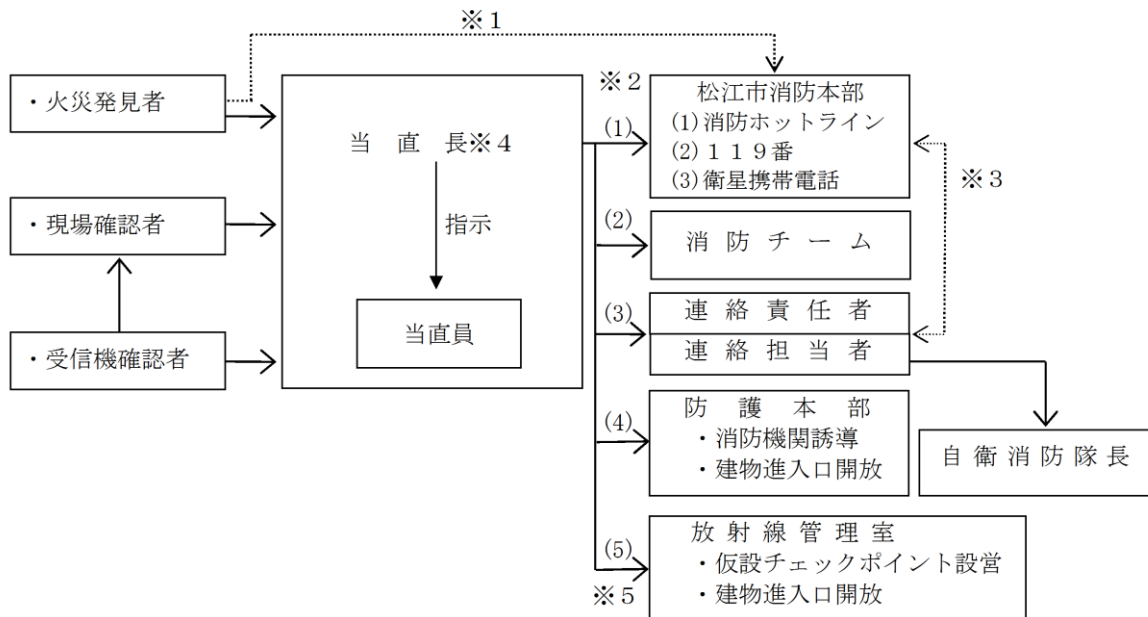 ※1
・火災発見者
・現場確認者
・受信機確認者
当直長※4
指示
当直員
※2
(1)
松江市消防本部
(1)消防ホットライン
(2)119番
(3)衛星携帯電話
※3
(2)
消防チーム
(3)
連絡責任者
連絡担当者
(4)
防護本部
・消防機関誘導
・建物進入口開放
自衛消防隊長
(5)
※5
放射線管理室
・仮設チェックポイント設営
・建物進入口開放